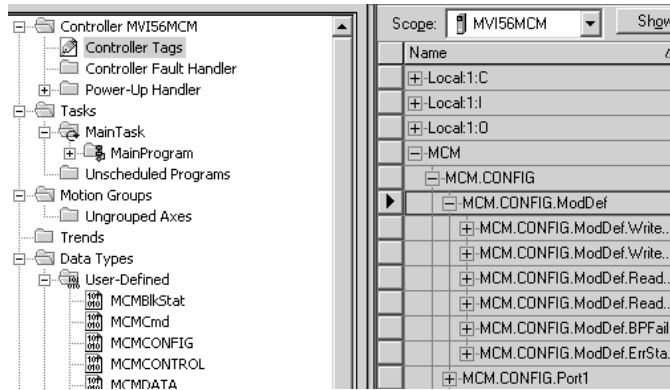 Controller MVI56MCM
Controller Tags
Controller Fault Handler
Power-Up Handler
Tasks
MainTask
MainProgram
Unscheduled Programs
Motion Groups
Ungrouped Axes
Trends
Data Types
User-Defined
MCMBlkStat
MCMCmd
MCMCONFIG
MCMCONTROL
MCMDATA
Scope: MVI56MCM Show
Name
Local:1:C
Local:1:I
Local:1:O
MCM
MCM.CONFIG
MCM.CONFIG.ModDef
MCM.CONFIG.ModDef.Write..
MCM.CONFIG.ModDef.Write..
MCM.CONFIG.ModDef.Read..
MCM.CONFIG.ModDef.Read..
MCM.CONFIG.ModDef.BPFail
MCM.CONFIG.ModDef.ErrSta..
MCM.CONFIG.Port1